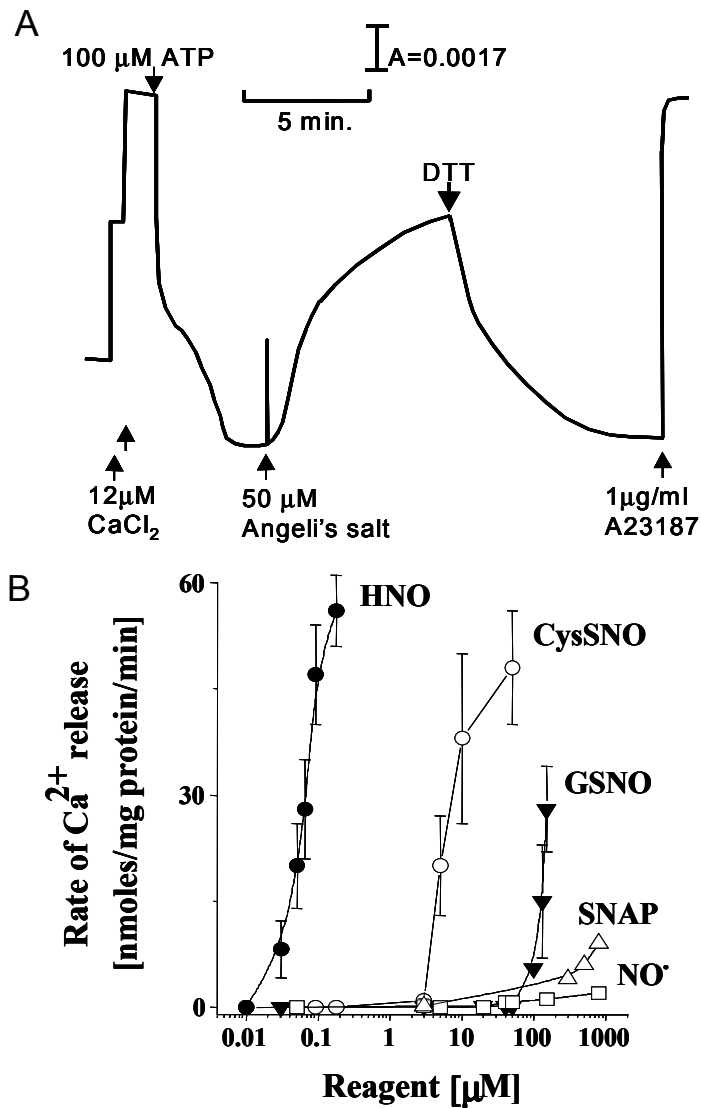 A
100 μM ATP
A=0.0017
5 min.
DTT
12μM
CaCl2
50 μM
Angeli's salt
1μg/ml
A23187
B
Rate of Ca2+ release
[nmoles/mg protein/min]
60
30
0
HNO
CysSNO
GSNO
SNAP
NO•
0.01 0.1 1 10 100 1000
Reagent [μM]